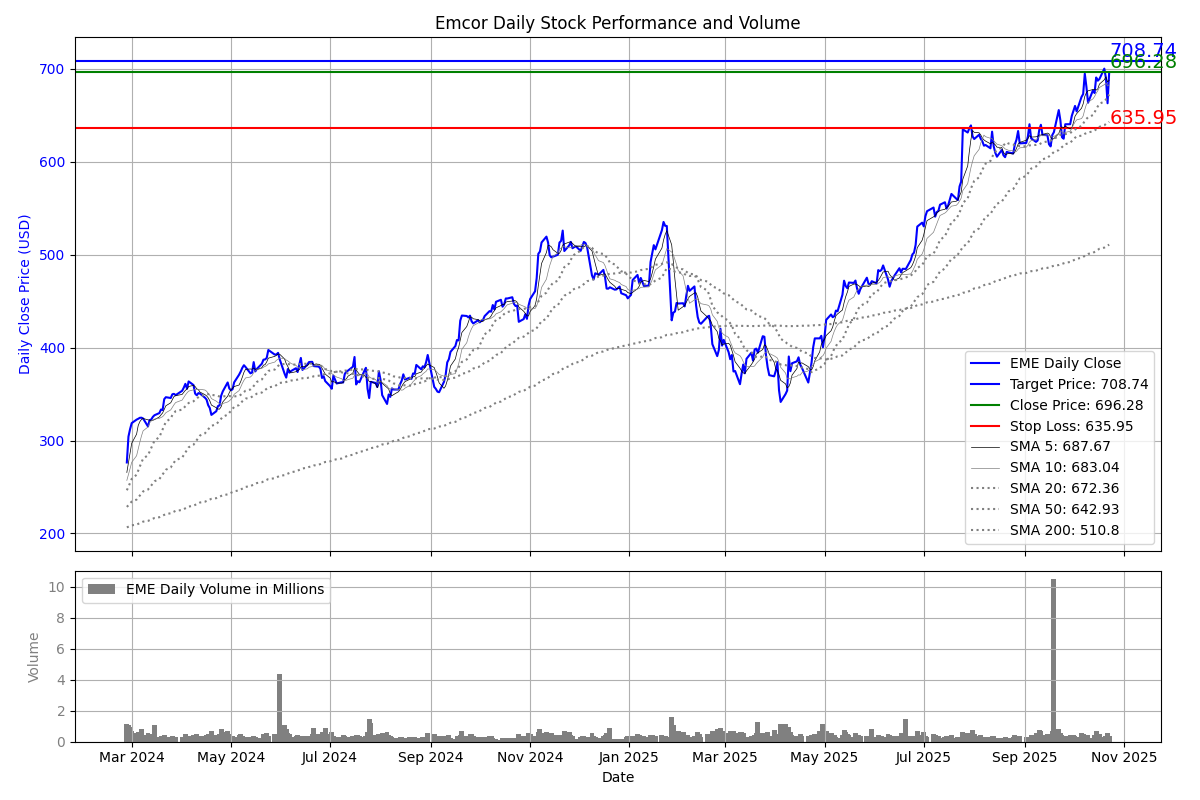 Emcor Daily Stock Performance and Volume
708.74
696.28
635.95
700
600
500
400
300
200
Daily Close Price (USD)
EME Daily Close
Target Price: 708.74
Close Price: 696.28
Stop Loss: 635.95
SMA 5: 687.67
SMA 10: 683.04
SMA 20: 672.36
SMA 50: 642.93
SMA 200: 510.8
EME Daily Volume in Millions
10
8
6
4
2
0
Volume
Mar 2024 May 2024 Jul 2024 Sep 2024 Nov 2024 Jan 2025 Mar 2025 May 2025 Jul 2025 Sep 2025 Nov 2025
Date